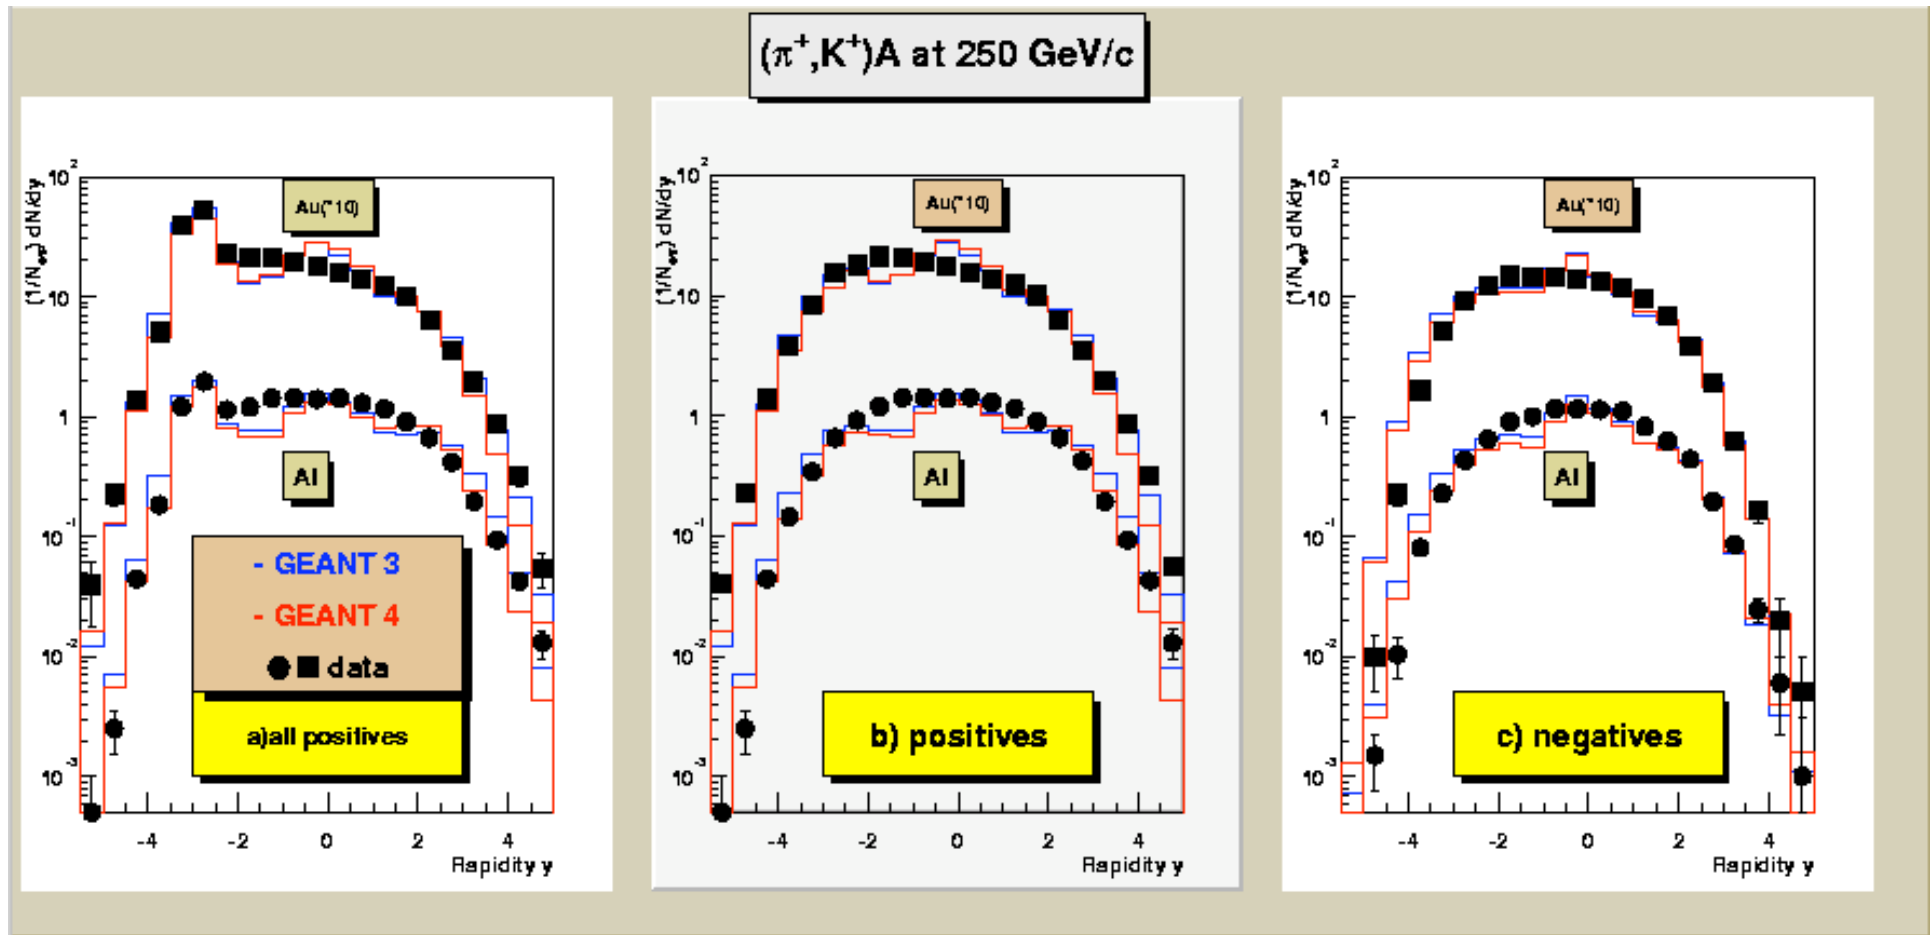 (π⁺,K⁺)A at 250 GeV/c
(1/Nₑᵥ) dN/dy
10²
10
1
10⁻¹
10⁻²
10⁻³
Au(*10)
Al
- GEANT 3
- GEANT 4
data
a)all positives
-4 -2 0 2 4
Rapidity y
(1/Nₑᵥ) dN/dy
10²
10
1
10⁻¹
10⁻²
10⁻³
Au(*10)
Al
b) positives
-4 -2 0 2 4
Rapidity y
(1/Nₑᵥ) dN/dy
10²
10
1
10⁻¹
10⁻²
10⁻³
Au(*10)
Al
c) negatives
-4 -2 0 2 4
Rapidity y